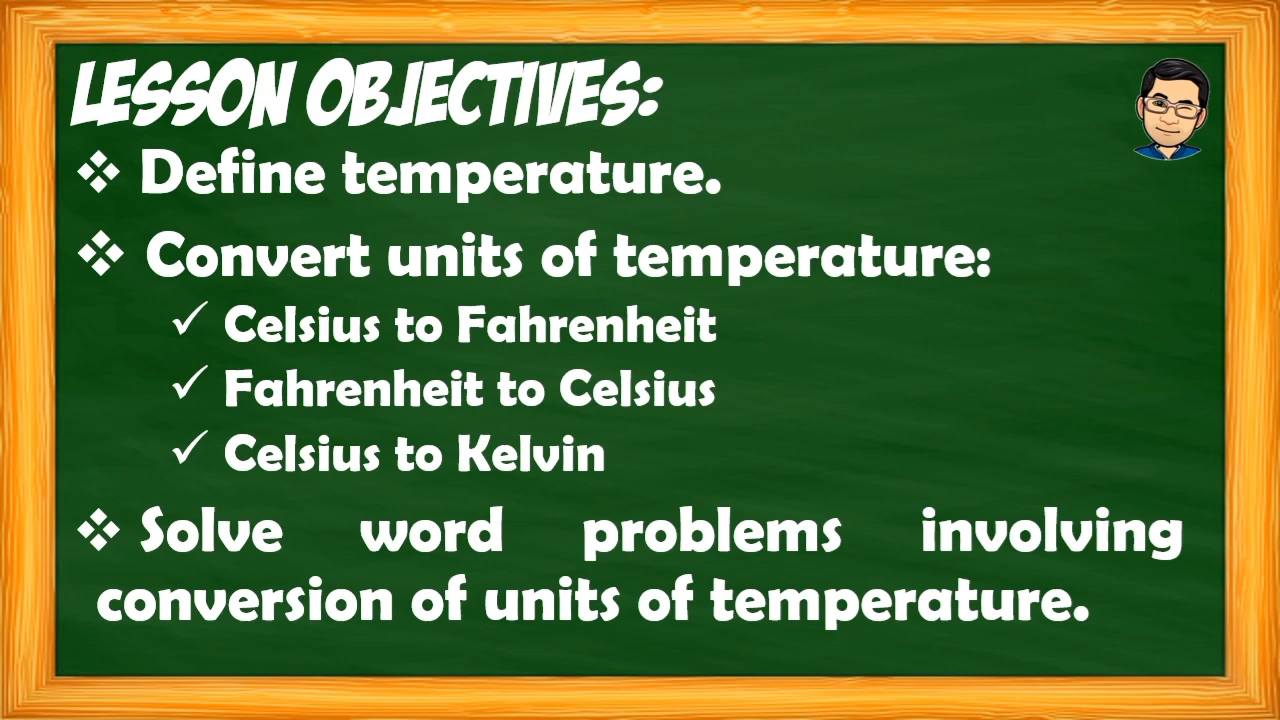 LESSON OBJECTIVES:
❖ Define temperature.
❖ Convert units of temperature:
✓ Celsius to Fahrenheit
✓ Fahrenheit to Celsius
✓ Celsius to Kelvin
❖ Solve word problems involving
conversion of units of temperature.